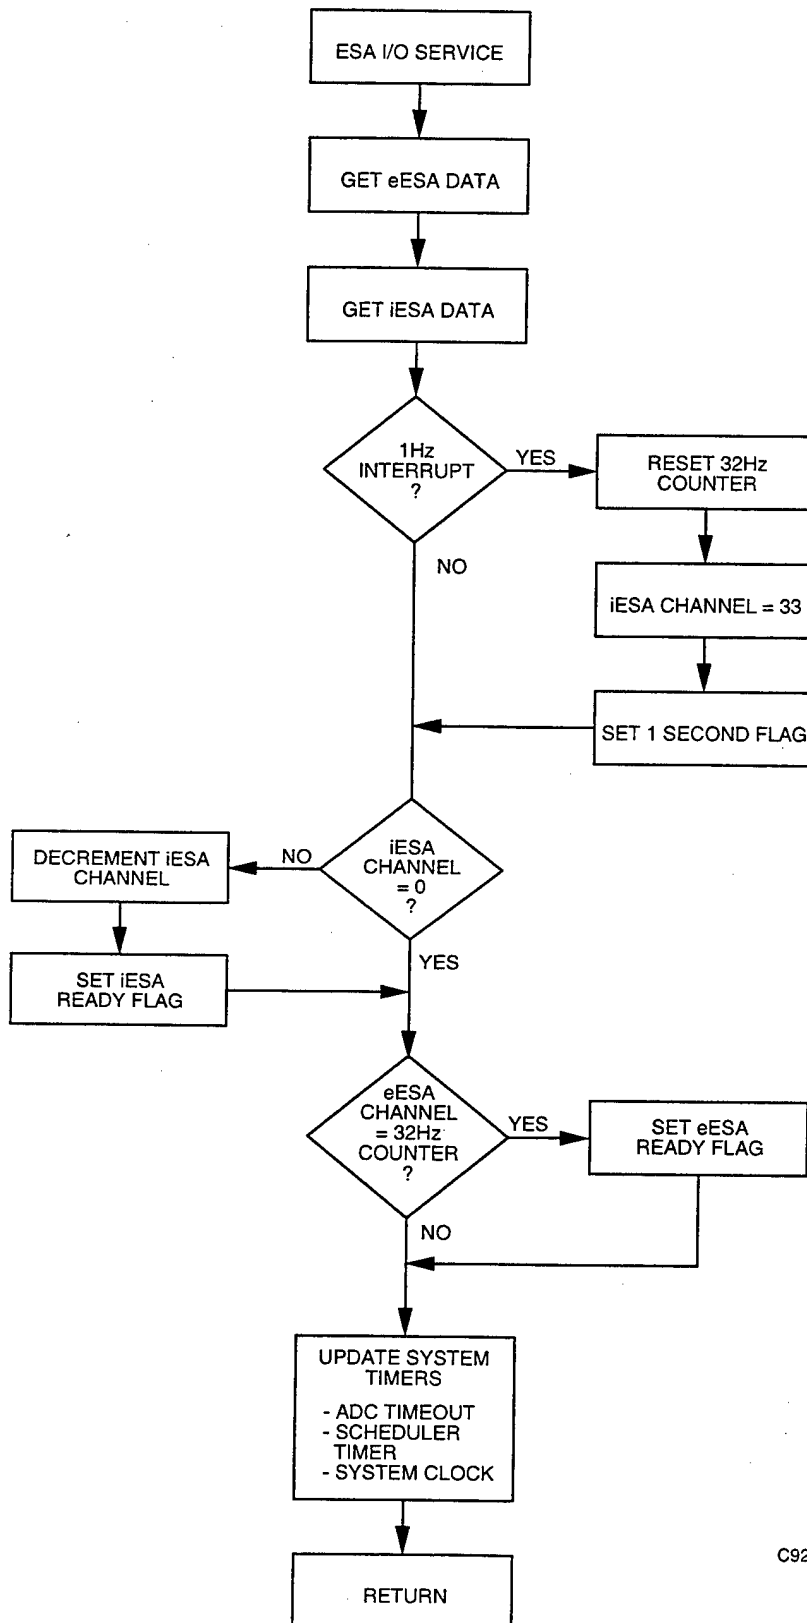 ESA I/O SERVICE
GET eESA DATA
GET iESA DATA
1Hz
INTERRUPT
?
YES
RESET 32Hz
COUNTER
NO
iESA CHANNEL = 33
SET 1 SECOND FLAG
iESA
CHANNEL
= 0
?
NO
DECREMENT iESA
CHANNEL
YES
SET iESA
READY FLAG
eESA
CHANNEL
= 32Hz
COUNTER
?
YES
SET eESA
READY FLAG
NO
UPDATE SYSTEM
TIMERS
- ADC TIMEOUT
- SCHEDULER
TIMER
- SYSTEM CLOCK
C92
RETURN